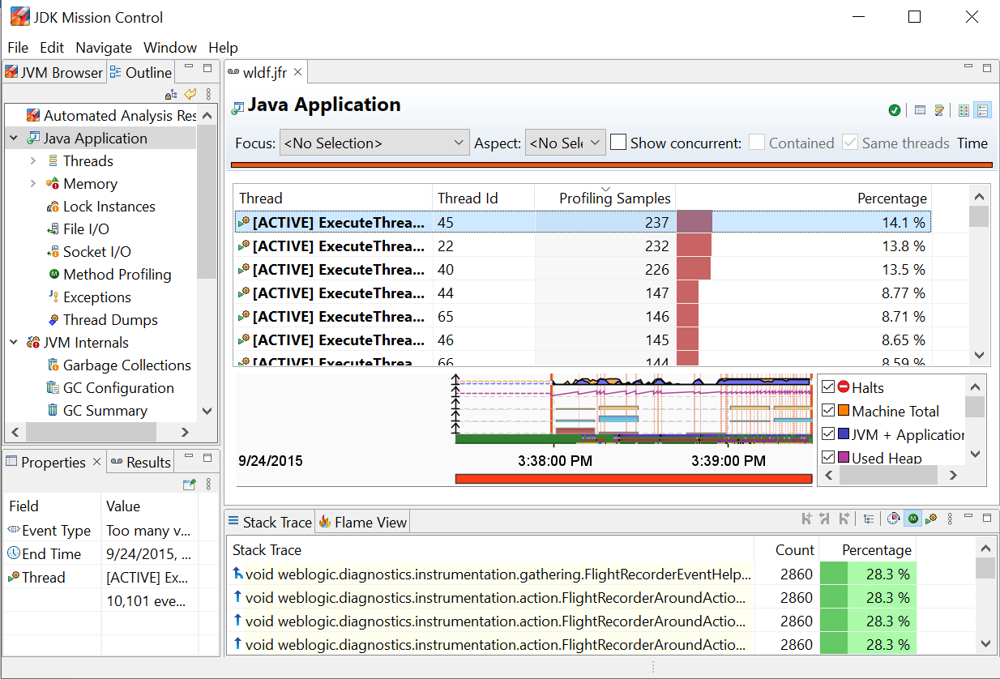 JDK Mission Control
File Edit Navigate Window Help
JVM Browser Outline
Automated Analysis Res
Java Application
Threads
Memory
Lock Instances
File I/O
Socket I/O
Method Profiling
Exceptions
Thread Dumps
JVM Internals
Garbage Collections
GC Configuration
GC Summary
wldf.jfr
Java Application
Focus: <No Selection> Aspect: <No Sele Show concurrent: Contained Same threads Time
Thread Thread Id Profiling Samples Percentage
[ACTIVE] ExecuteThrea... 45 237 14.1 %
[ACTIVE] ExecuteThrea... 22 232 13.8 %
[ACTIVE] ExecuteThrea... 40 226 13.5 %
[ACTIVE] ExecuteThrea... 44 147 8.77 %
[ACTIVE] ExecuteThrea... 65 146 8.71 %
[ACTIVE] ExecuteThrea... 46 145 8.65 %
[ACTIVE] ExecuteThrea... 66 144 8.59 %
9/24/2015 3:38:00 PM 3:39:00 PM
Halts
Machine Total
JVM + Application
Used Heap
Properties Results
Field Value
Event Type Too many v...
End Time 9/24/2015, ...
Thread [ACTIVE] Ex...
10,101 eve...
Stack Trace Flame View
Stack Trace Count Percentage
void weblogic.diagnostics.instrumentation.gathering.FlightRecorderEventHelp... 2860 28.3 %
void weblogic.diagnostics.instrumentation.action.FlightRecorderAroundActio... 2860 28.3 %
void weblogic.diagnostics.instrumentation.action.FlightRecorderAroundActio... 2860 28.3 %
void weblogic.diagnostics.instrumentation.action.FlightRecorderAroundActio... 2860 28.3 %